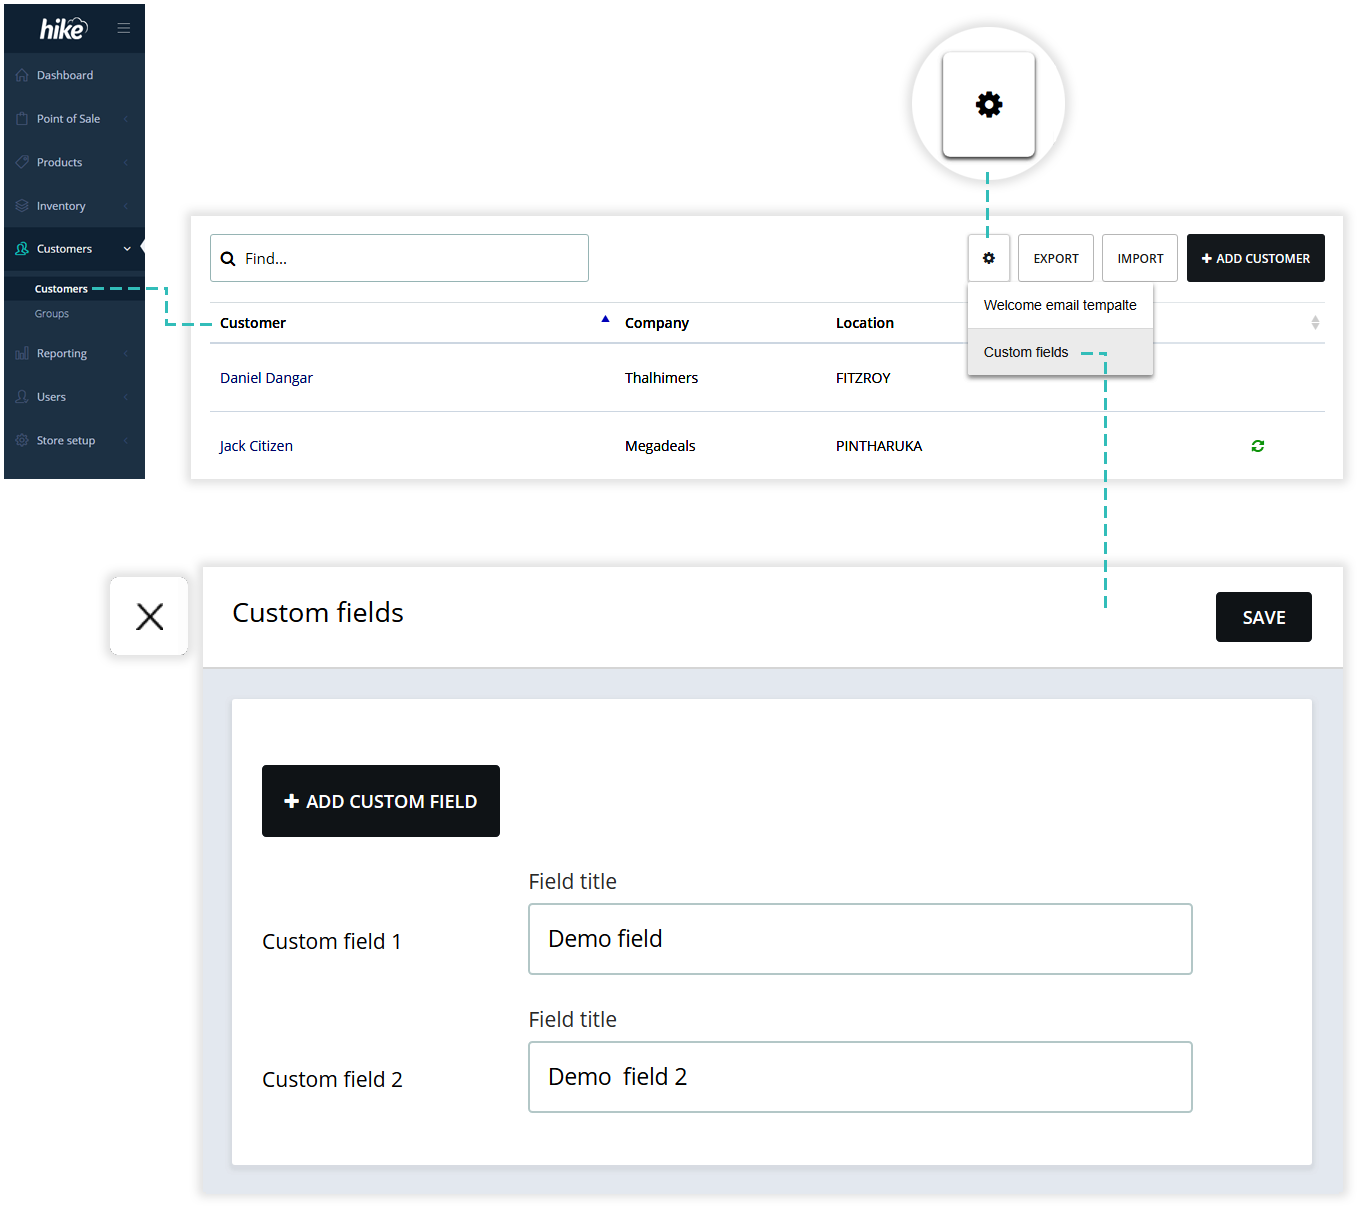 hike
Dashboard
Point of Sale
Products
Inventory
Customers
Customers
Groups
Reporting
Users
Store setup
Find...
EXPORT
IMPORT
ADD CUSTOMER
Welcome email tempalte
Custom fields
Customer Company Location
Daniel Dangar Thalhimers FITZROY
Jack Citizen Megadeals PINTHARUKA
Custom fields
SAVE
ADD CUSTOM FIELD
Field title
Custom field 1 Demo field
Field title
Custom field 2 Demo  field 2